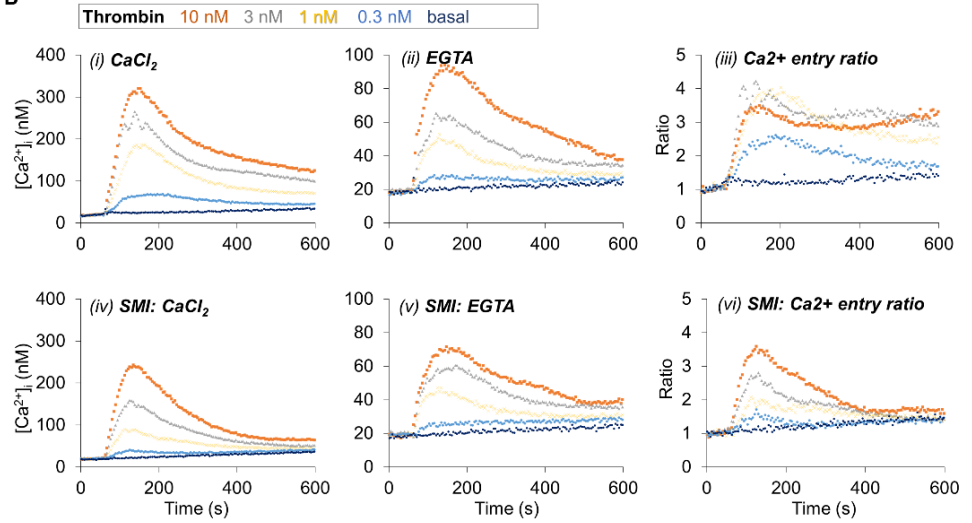 B
Thrombin 10 nM 3 nM 1 nM 0.3 nM basal
(i) CaCl₂
(ii) EGTA
(iii) Ca2+ entry ratio
[Ca²⁺]ᵢ (nM)
400
300
200
100
0
0 200 400 600
100
80
60
40
20
0
0 200 400 600
Ratio
5
4
3
2
1
0
0 200 400 600
(iv) SMI: CaCl₂
(v) SMI: EGTA
(vi) SMI: Ca2+ entry ratio
[Ca²⁺]ᵢ (nM)
400
300
200
100
0
0 200 400 600
Time (s)
100
80
60
40
20
0
0 200 400 600
Time (s)
Ratio
5
4
3
2
1
0
0 200 400 600
Time (s)